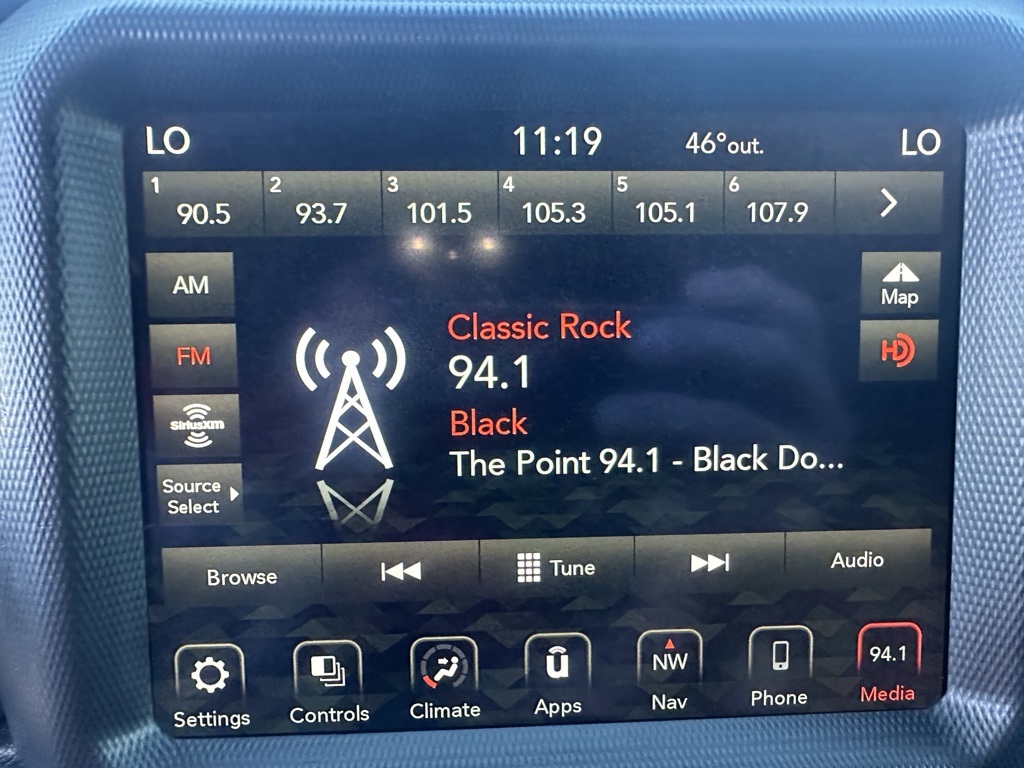 LO 11:19 46°out. LO
1 2 3 4 5 6
90.5 93.7 101.5 105.3 105.1 107.9
AM
FM
SiriusXM
Source
Select
Classic Rock
94.1
Black
The Point 94.1 - Black Do...
Map
HD
Browse Tune Audio
Settings
Controls
Climate
u
Apps
NW
Nav
Phone
94.1
Media